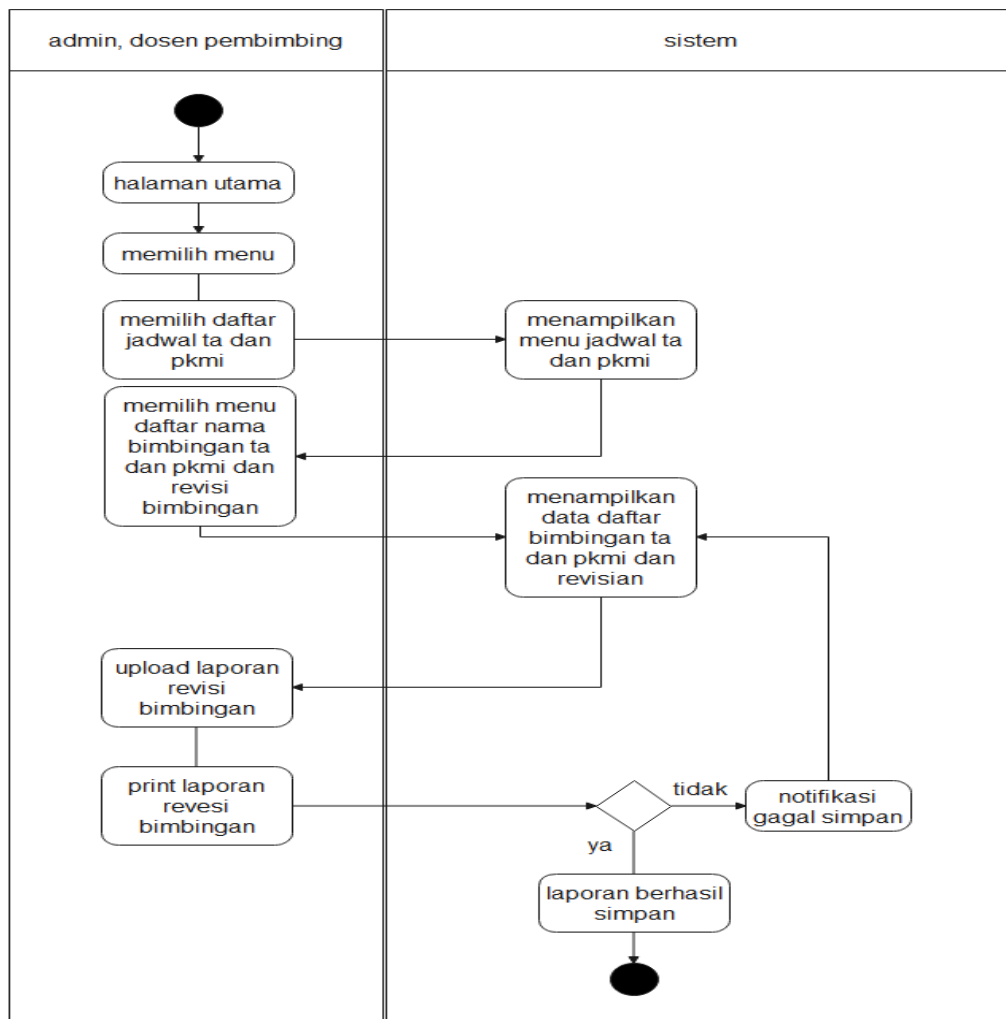 admin, dosen pembimbing
sistem
halaman utama
memilih menu
memilih daftar
jadwal ta dan
pkmi
menampilkan
menu jadwal ta
dan pkmi
memilih menu
daftar nama
bimbingan ta
dan pkmi dan
revisi
bimbingan
menampilkan
data daftar
bimbingan ta
dan pkmi dan
revisian
upload laporan
revisi
bimbingan
print laporan
revesi
bimbingan
tidak
notifikasi
gagal simpan
ya
laporan berhasil
simpan